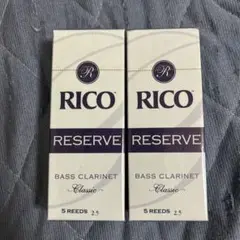 R
RICO
RESERVE
BASS CLARINET
Classic
5 REEDS 2.5
R
RICO
RESERVE
BASS CLARINET
Classic
5 REEDS 2.5